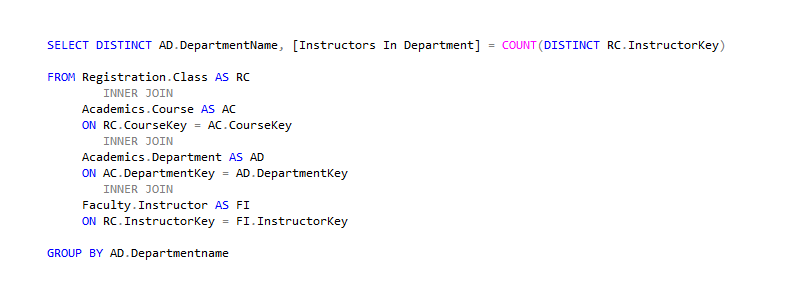 SELECT DISTINCT AD.DepartmentName, [Instructors In Department] = COUNT(DISTINCT RC.InstructorKey)
FROM Registration.Class AS RC
INNER JOIN
Academics.Course AS AC
ON RC.CourseKey = AC.CourseKey
INNER JOIN
Academics.Department AS AD
ON AC.DepartmentKey = AD.DepartmentKey
INNER JOIN
Faculty.Instructor AS FI
ON RC.InstructorKey = FI.InstructorKey
GROUP BY AD.Departmentname